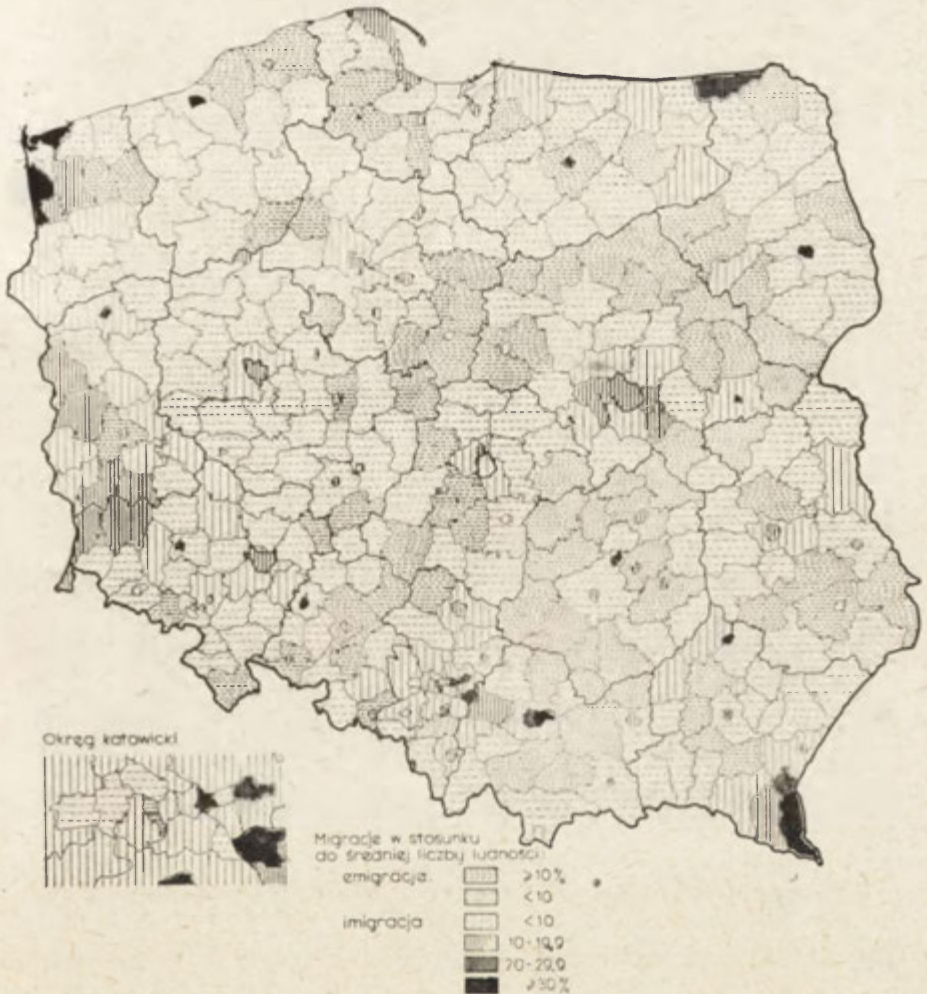 Okręg katowicki
Migracje w stosunku
do średniej liczby ludności:
emigracje. ≥10%
<10
imigracja <10
10-19,9
20-29,9
≥30%